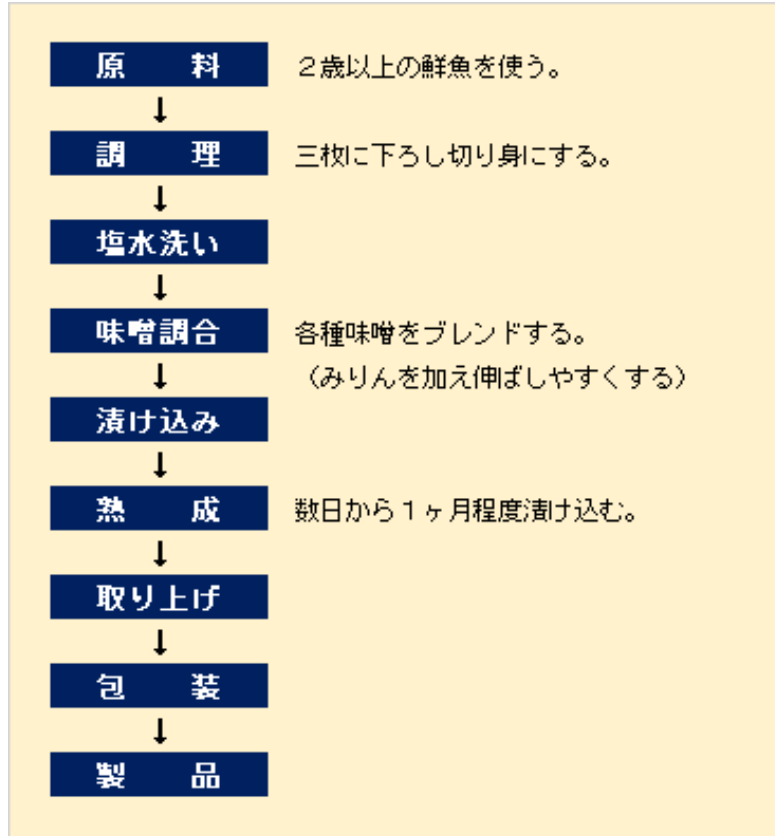 原　料　２歳以上の鮮魚を使う。
↓
調　理　三枚に下ろし切り身にする。
↓
塩水洗い
↓
味噌調合　各種味噌をブレンドする。
↓　（みりんを加え伸ばしやすくする）
漬け込み
↓
熟　成　数日から１ヶ月程度漬け込む。
↓
取り上げ
↓
包　装
↓
製　品